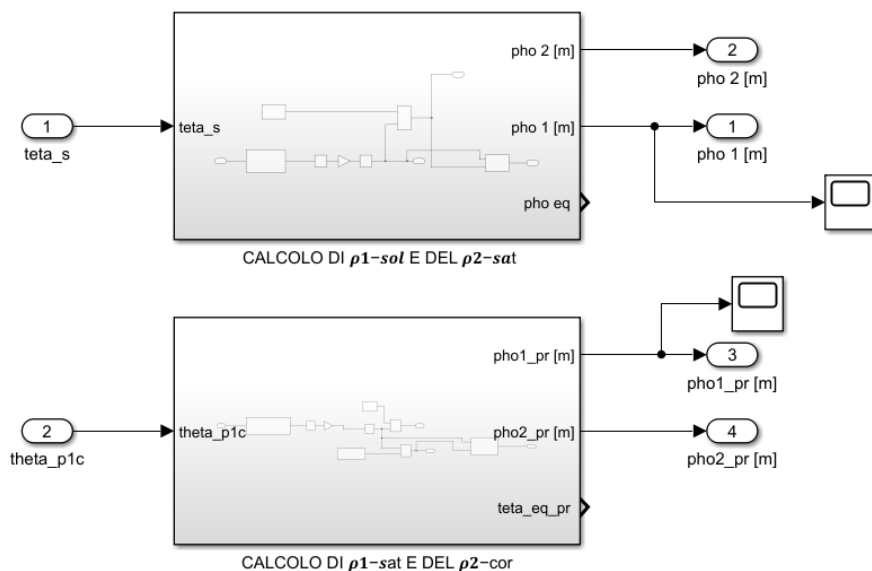 pho 2 [m]
2
pho 2 [m]
1
teta_s
teta_s
pho 1 [m]
1
pho 1 [m]
pho eq
CALCOLO DI ρ1-sol E DEL ρ2-sat
pho1_pr [m]
3
pho1_pr [m]
2
theta_p1c
theta_p1c
pho2_pr [m]
4
pho2_pr [m]
teta_eq_pr
CALCOLO DI ρ1-sat E DEL ρ2-cor